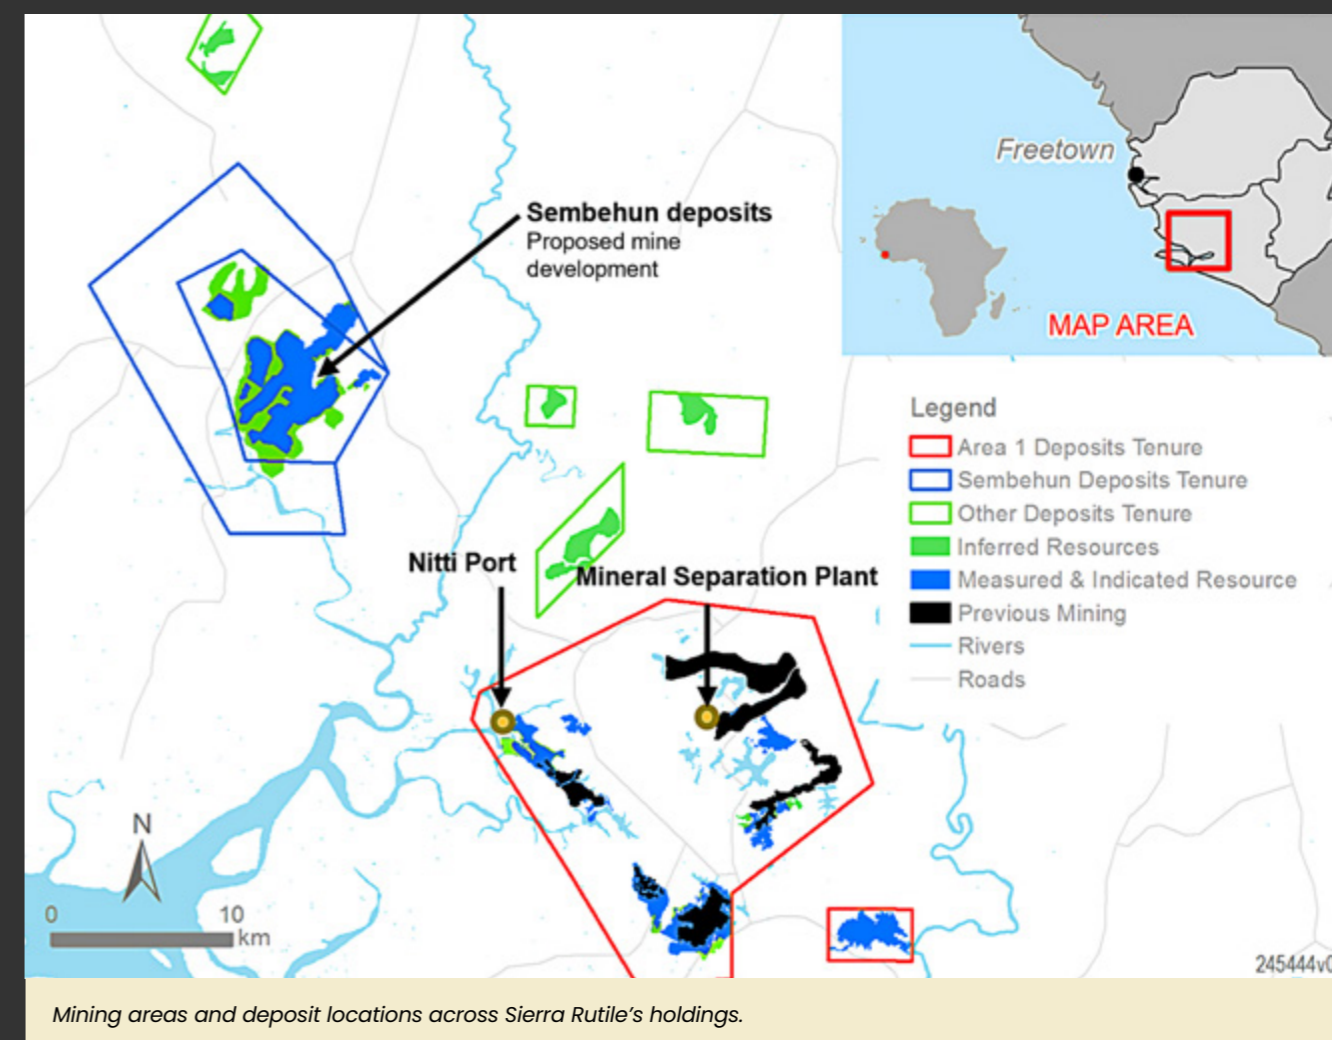 Freetown
Sembehun deposits
Proposed mine
development
MAP AREA
Legend
Area 1 Deposits Tenure
Sembehun Deposits Tenure
Other Deposits Tenure
Inferred Resources
Measured & Indicated Resource
Previous Mining
Rivers
Roads
Nitti Port
Mineral Separation Plant
N
0 10
km
245444v0
Mining areas and deposit locations across Sierra Rutile’s holdings.